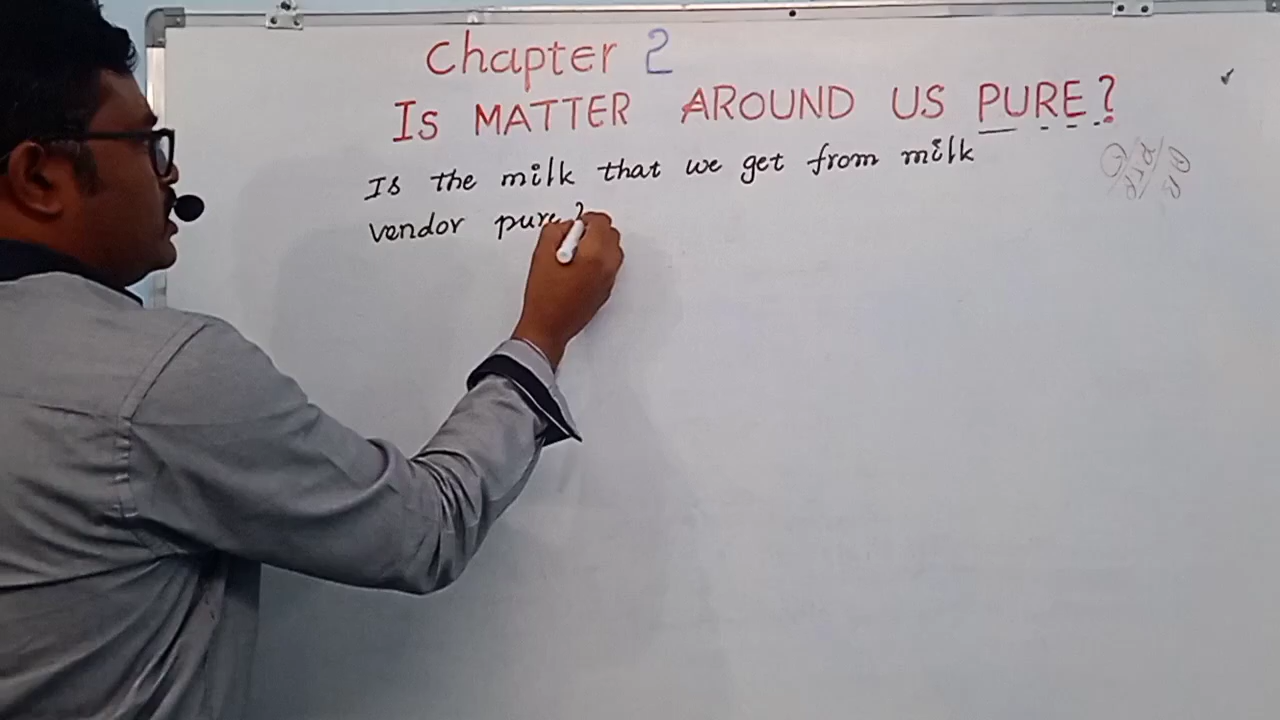 Chapter 2
Is MATTER AROUND US PURE?
Is the milk that we get from milk
vendor pure?